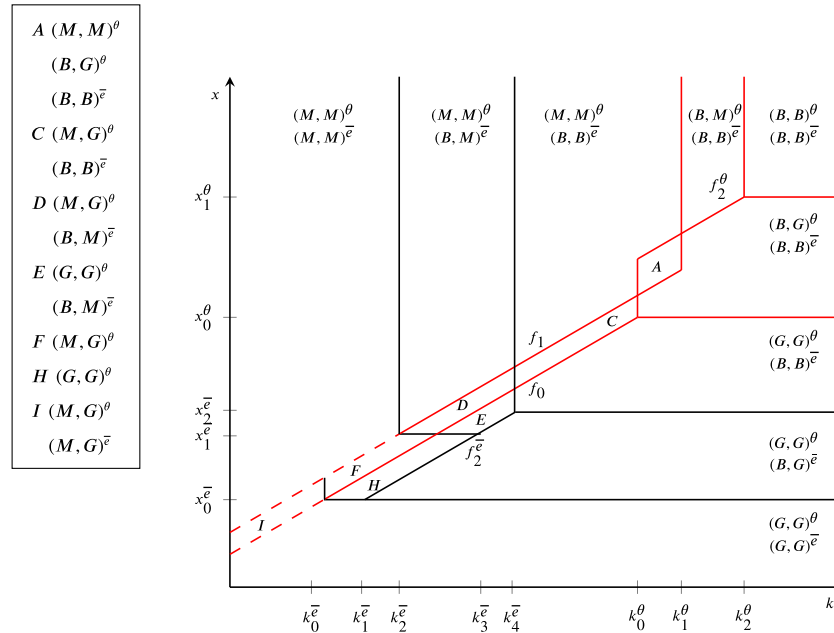 A (M, M)^θ
(B, G)^θ
(B, B)^e̅
C (M, G)^θ
(B, B)^e̅
D (M, G)^θ
(B, M)^e̅
E (G, G)^θ
(B, M)^e̅
F (M, G)^θ
H (G, G)^θ
I (M, G)^θ
(M, G)^e̅
x
(M, M)^θ
(M, M)^e̅
(M, M)^θ
(B, M)^e̅
(M, M)^θ
(B, B)^e̅
(B, M)^θ
(B, B)^e̅
(B, B)^θ
(B, B)^e̅
x_1^θ
f_2^θ
(B, G)^θ
(B, B)^e̅
A
x_0^θ
C
f_1
(G, G)^θ
(B, B)^e̅
f_0
D
x_2^e̅
E
x_1^e̅
f_2^e̅
(G, G)^θ
(B, G)^e̅
F
H
x_0^e̅
I
(G, G)^θ
(G, G)^e̅
k_0^e̅ k_1^e̅ k_2^e̅ k_3^e̅ k_4^e̅ k_0^θ k_1^θ k_2^θ k